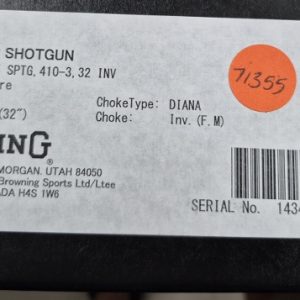 SHOTGUN
SPTG, 410-3, 32 INV
71355
re
ChokeType: DIANA
(32")
Choke: Inv. (F. M)
ING
MORGAN, UTAH 84050
Browning Sports Ltd/Ltee
ADA H4S 1W6
SERIAL No. 1434